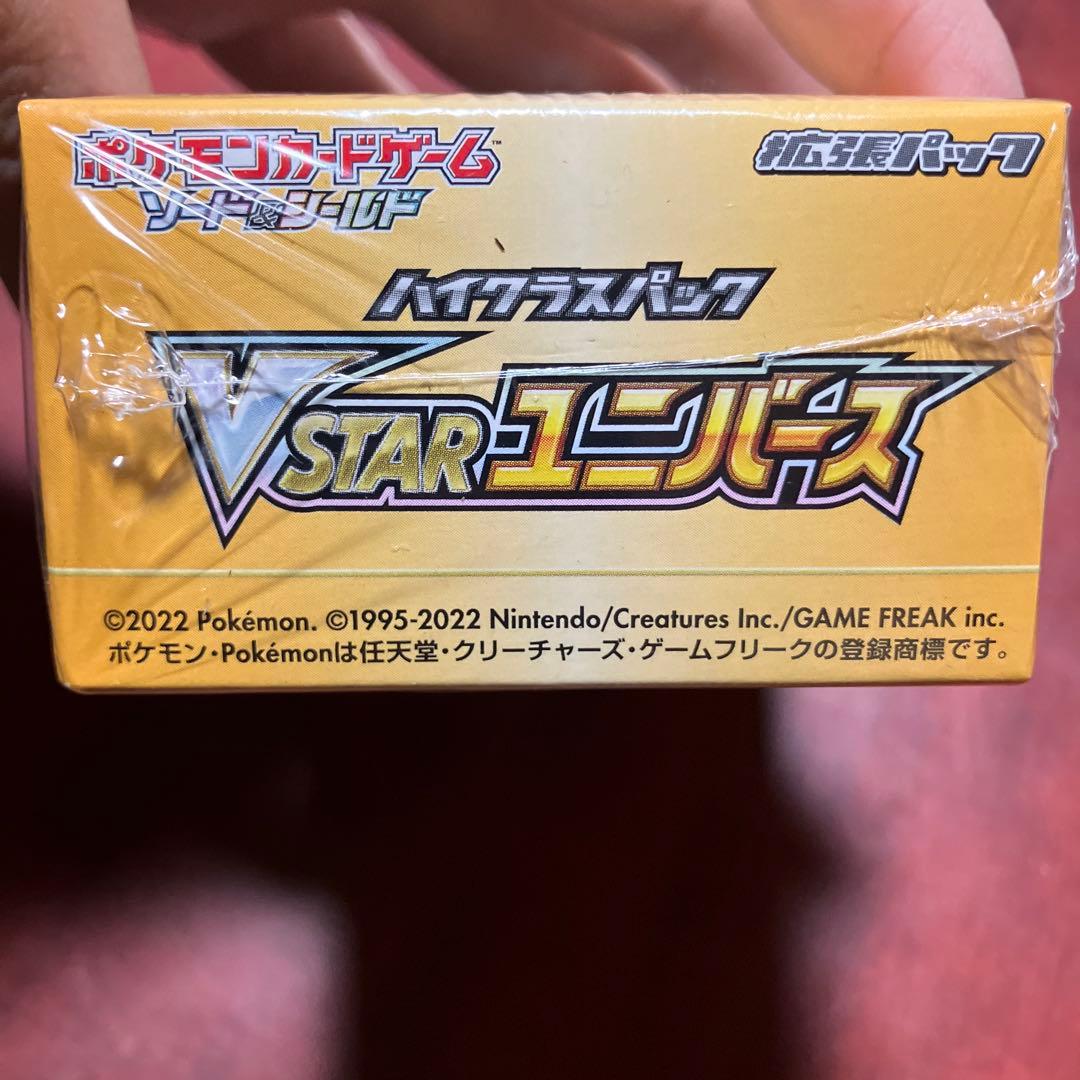 ポケモンカードゲーム™
ソード&シールド
拡張パック
ハイクラスパック
VSTARユニバース
©2022 Pokémon. ©1995-2022 Nintendo/Creatures Inc./GAME FREAK inc.
ポケモン・Pokémonは任天堂・クリーチャーズ・ゲームフリークの登録商標です。